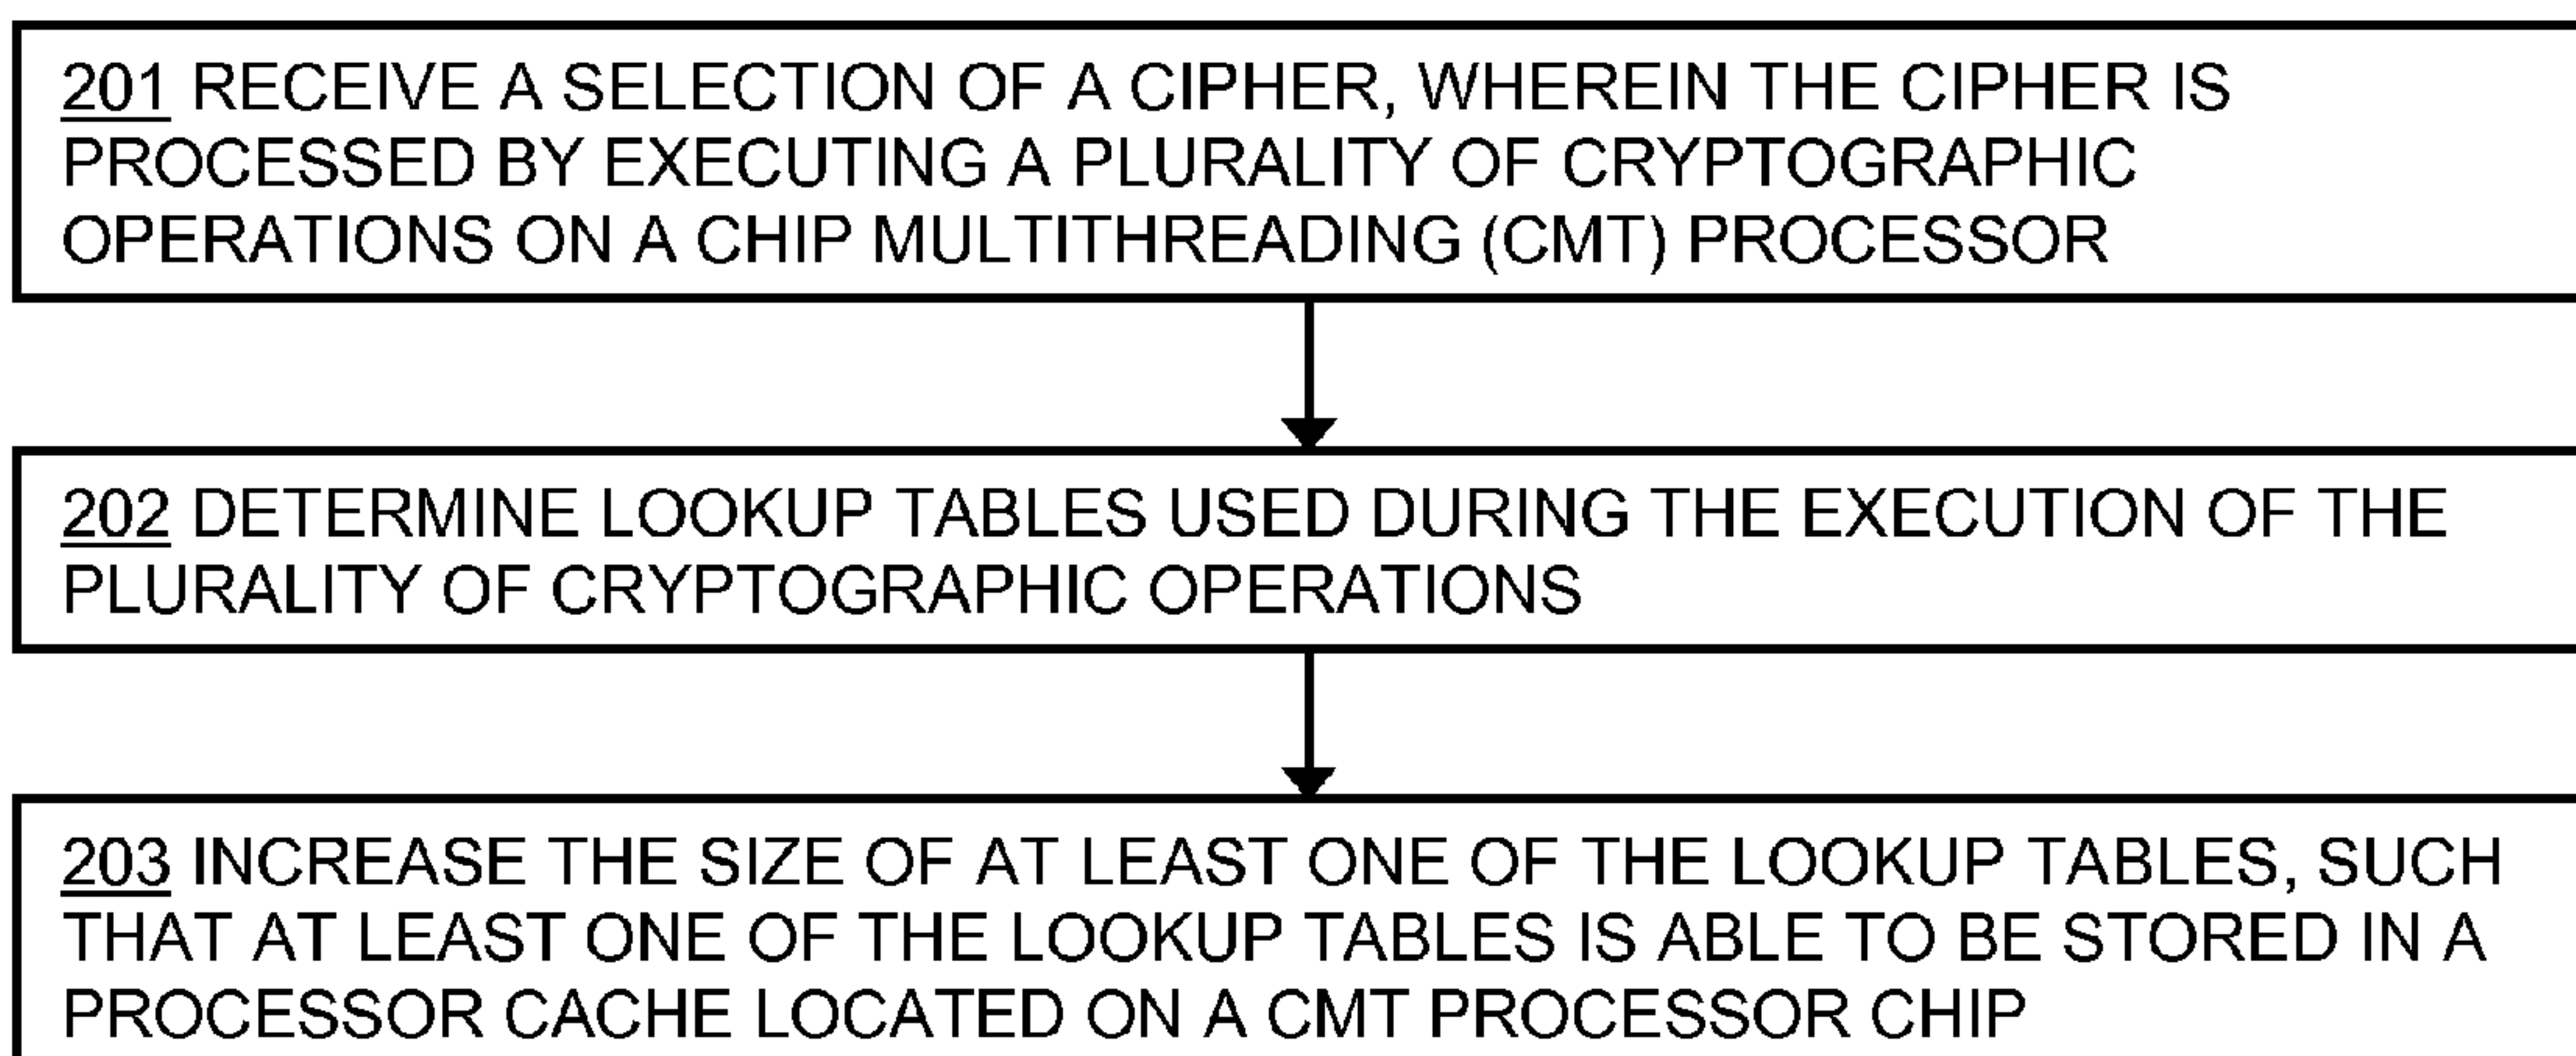 201 RECEIVE A SELECTION OF A CIPHER, WHEREIN THE CIPHER IS
PROCESSED BY EXECUTING A PLURALITY OF CRYPTOGRAPHIC
OPERATIONS ON A CHIP MULTITHREADING (CMT) PROCESSOR
202 DETERMINE LOOKUP TABLES USED DURING THE EXECUTION OF THE
PLURALITY OF CRYPTOGRAPHIC OPERATIONS
203 INCREASE THE SIZE OF AT LEAST ONE OF THE LOOKUP TABLES, SUCH
THAT AT LEAST ONE OF THE LOOKUP TABLES IS ABLE TO BE STORED IN A
PROCESSOR CACHE LOCATED ON A CMT PROCESSOR CHIP